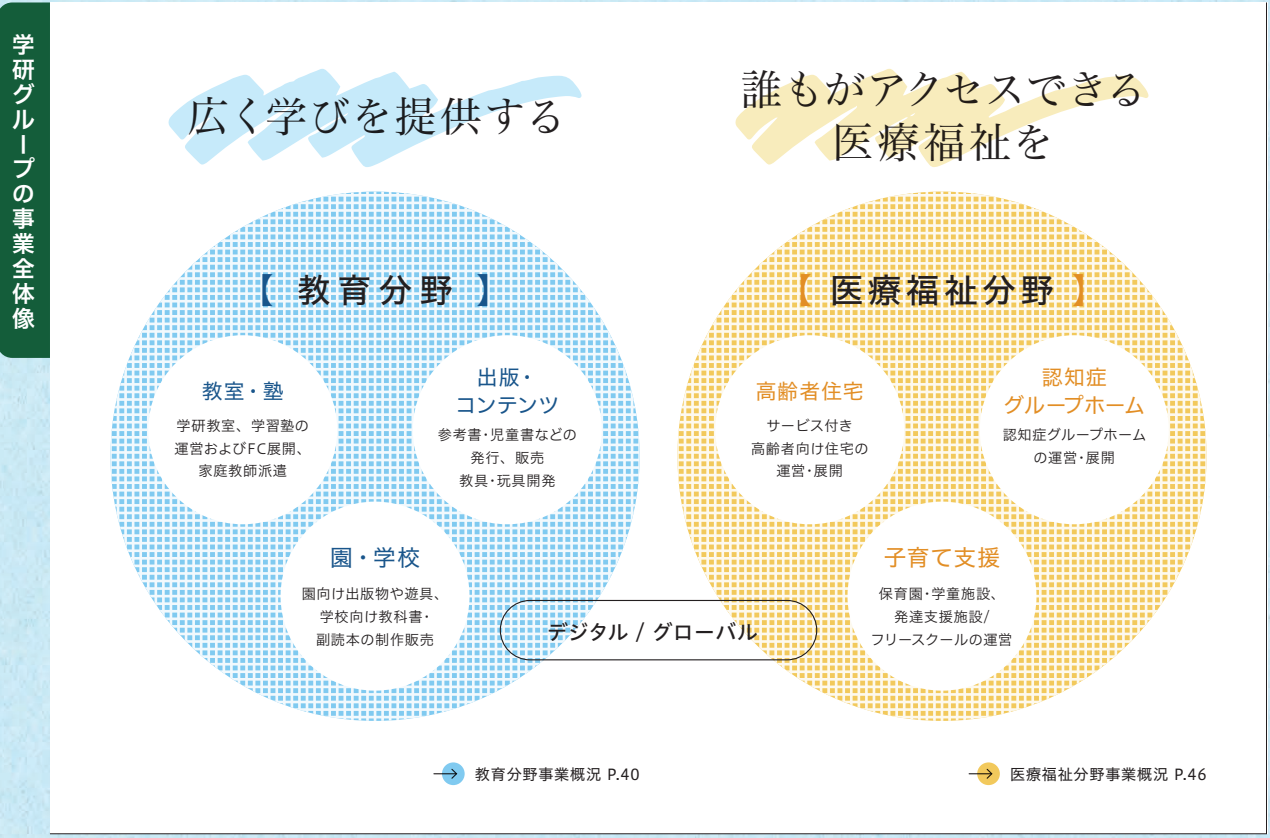 学研グループの事業全体像
広く学びを提供する
【 教育分野 】
教室・塾
学研教室、学習塾の
運営およびFC展開、
家庭教師派遣
出版・
コンテンツ
参考書・児童書などの
発行、販売
教具・玩具開発
園・学校
園向け出版物や遊具、
学校向け教科書・
副読本の制作販売
誰もがアクセスできる
医療福祉を
【 医療福祉分野 】
高齢者住宅
サービス付き
高齢者向け住宅の
運営・展開
認知症
グループホーム
認知症グループホーム
の運営・展開
子育て支援
保育園・学童施設、
発達支援施設/
フリースクールの運営
デジタル / グローバル
→ 教育分野事業概況 P.40
→ 医療福祉分野事業概況 P.46